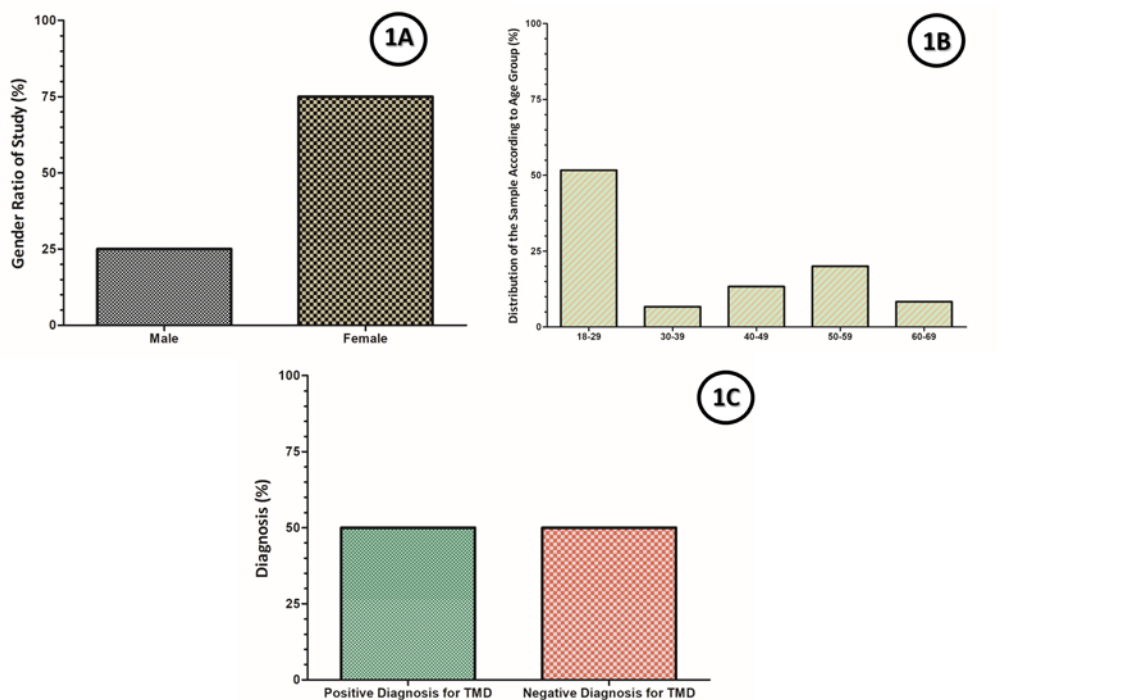 1A
Gender Ratio of Study (%)
100
75
50
25
0
Male Female
1B
Distribution of the Sample According to Age Group (%)
100
75
50
25
0
18-29 30-39 40-49 50-59 60-69
1C
Diagnosis (%)
100
75
50
25
0
Positive Diagnosis for TMD Negative Diagnosis for TMD